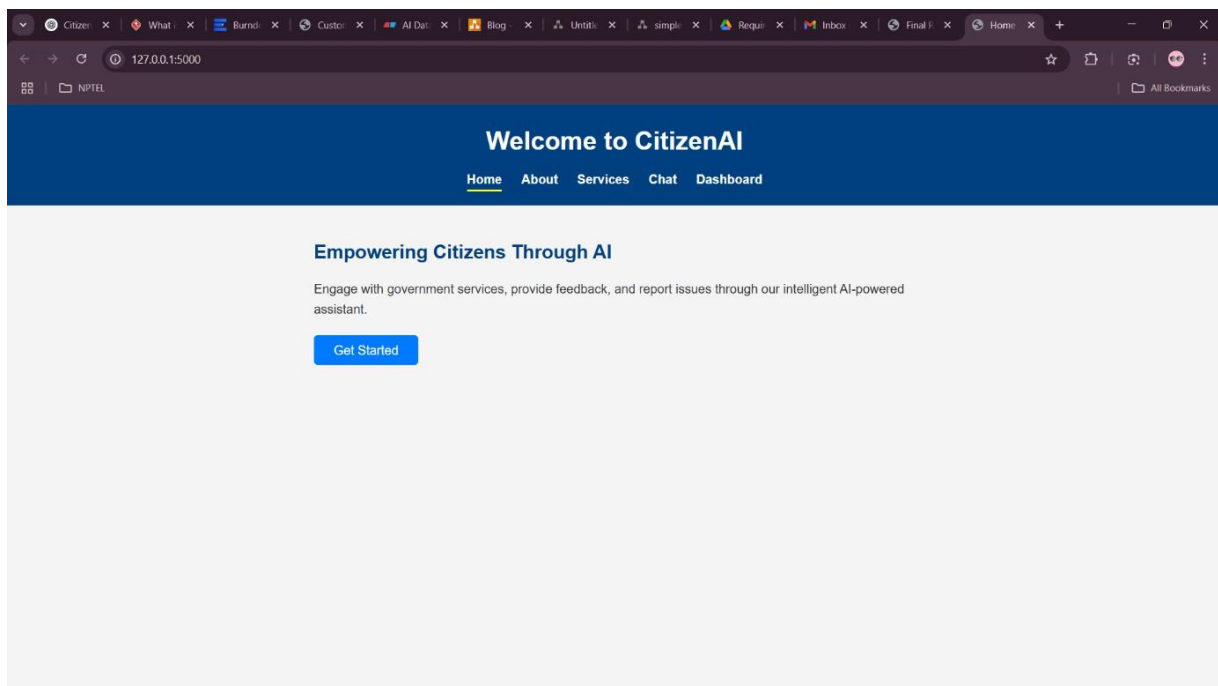 Citizen
What i
Burnd
Custor
AI Dat
Blog -
Untitle
simple
Requir
Inbox
Final R
Home
127.0.0.1:5000
NPTEL
All Bookmarks
Welcome to CitizenAI
Home About Services Chat Dashboard
Empowering Citizens Through AI
Engage with government services, provide feedback, and report issues through our intelligent AI-powered
assistant.
Get Started